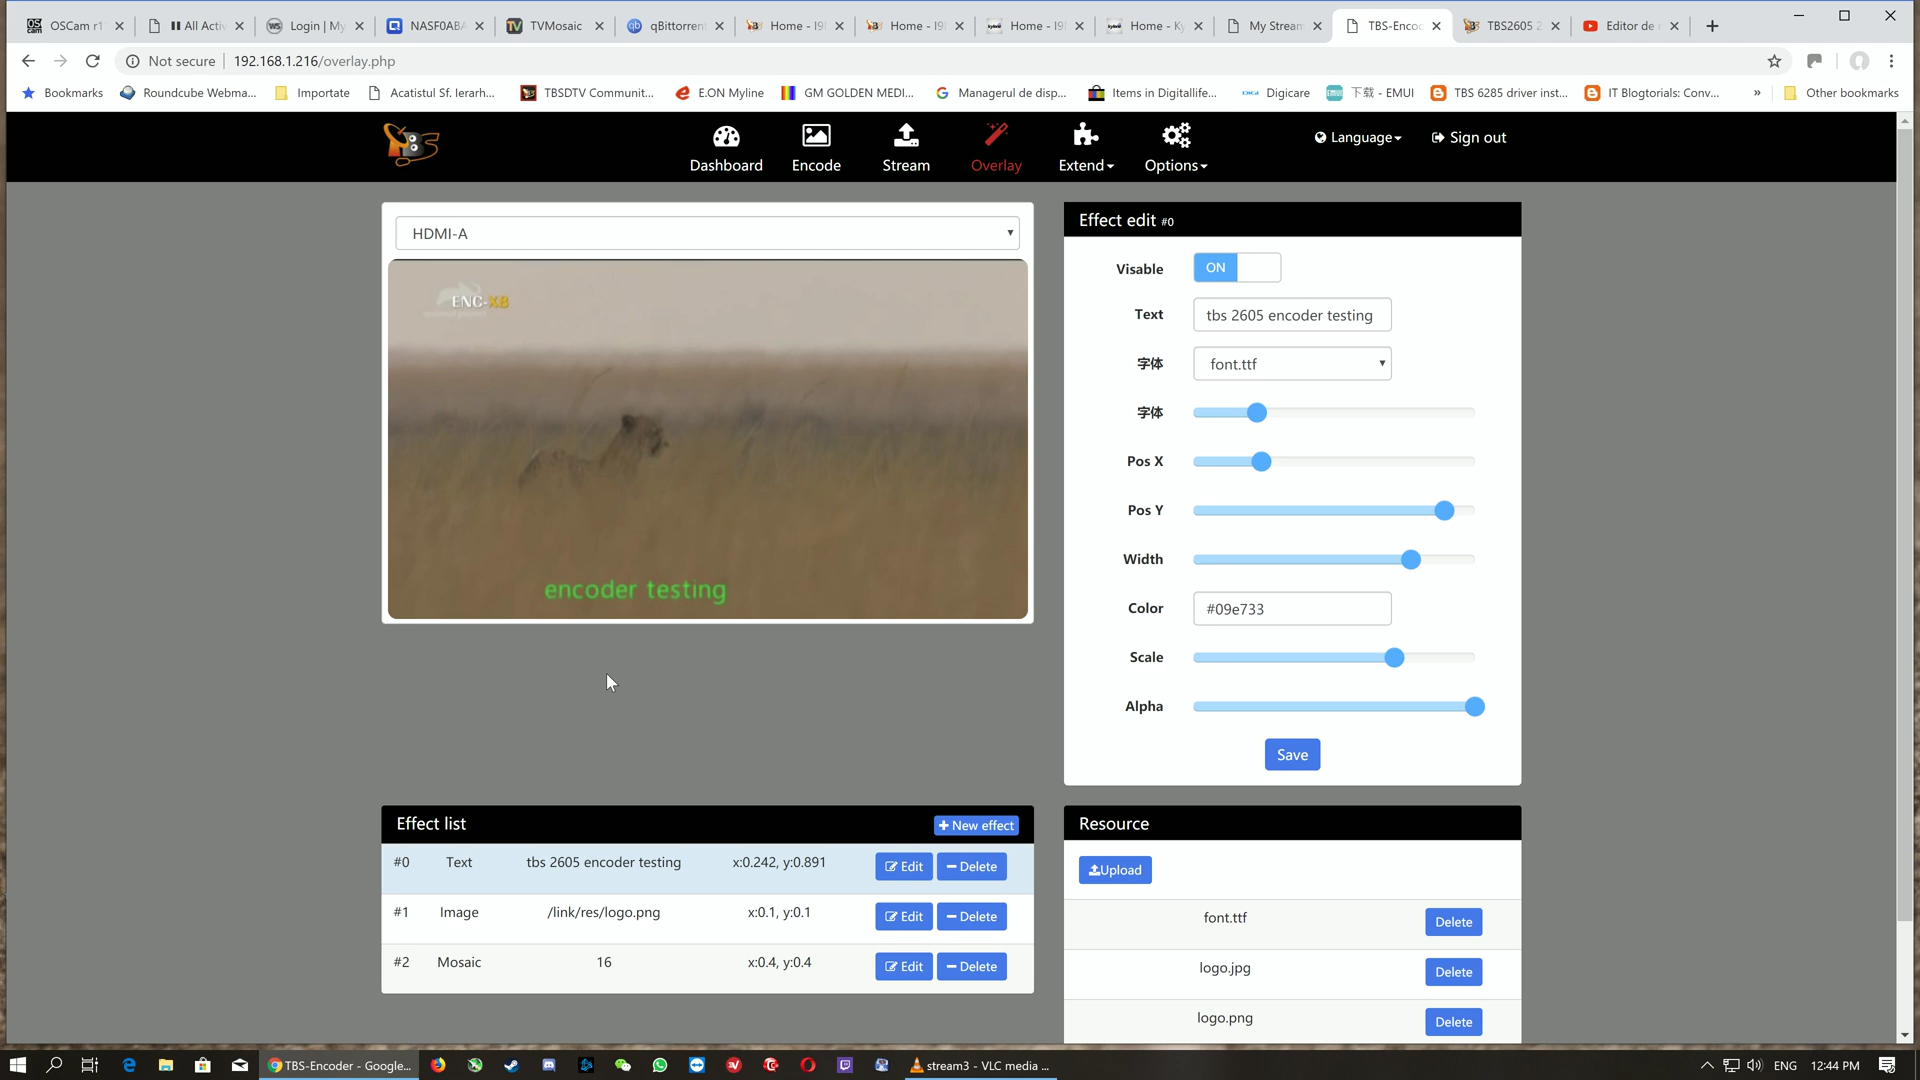 OSCam r1
All Activ
Login | My
NASF0ABA
TVMosaic
qBittorren
Home - I9
Home - I9
Home - I9
Home - Ky
My Stream
TBS-Enco
TBS2605 2
Editor de
Not secure
192.168.1.216/overlay.php
Bookmarks
Roundcube Webma...
Importate
Acatistul Sf. Ierarh...
TBSDTV Communit...
E.ON Myline
GM GOLDEN MEDI...
Managerul de disp...
Items in Digitallife...
Digicare
下载 - EMUI
TBS 6285 driver inst...
IT Blogtorials: Conv...
»
Other bookmarks
Dashboard
Encode
Stream
Overlay
Extend
Options
Language
Sign out
HDMI-A
ENC-X8
encoder testing
Effect edit #0
Visable ON
Text tbs 2605 encoder testing
字体 font.ttf
字体
Pos X
Pos Y
Width
Color #09e733
Scale
Alpha
Save
Effect list
New effect
#0 Text tbs 2605 encoder testing x:0.242, y:0.891 Edit Delete
#1 Image /link/res/logo.png x:0.1, y:0.1 Edit Delete
#2 Mosaic 16 x:0.4, y:0.4 Edit Delete
Resource
Upload
font.ttf Delete
logo.jpg Delete
logo.png Delete
TBS-Encoder - Google...
stream3 - VLC media ...
ENG
12:44 PM